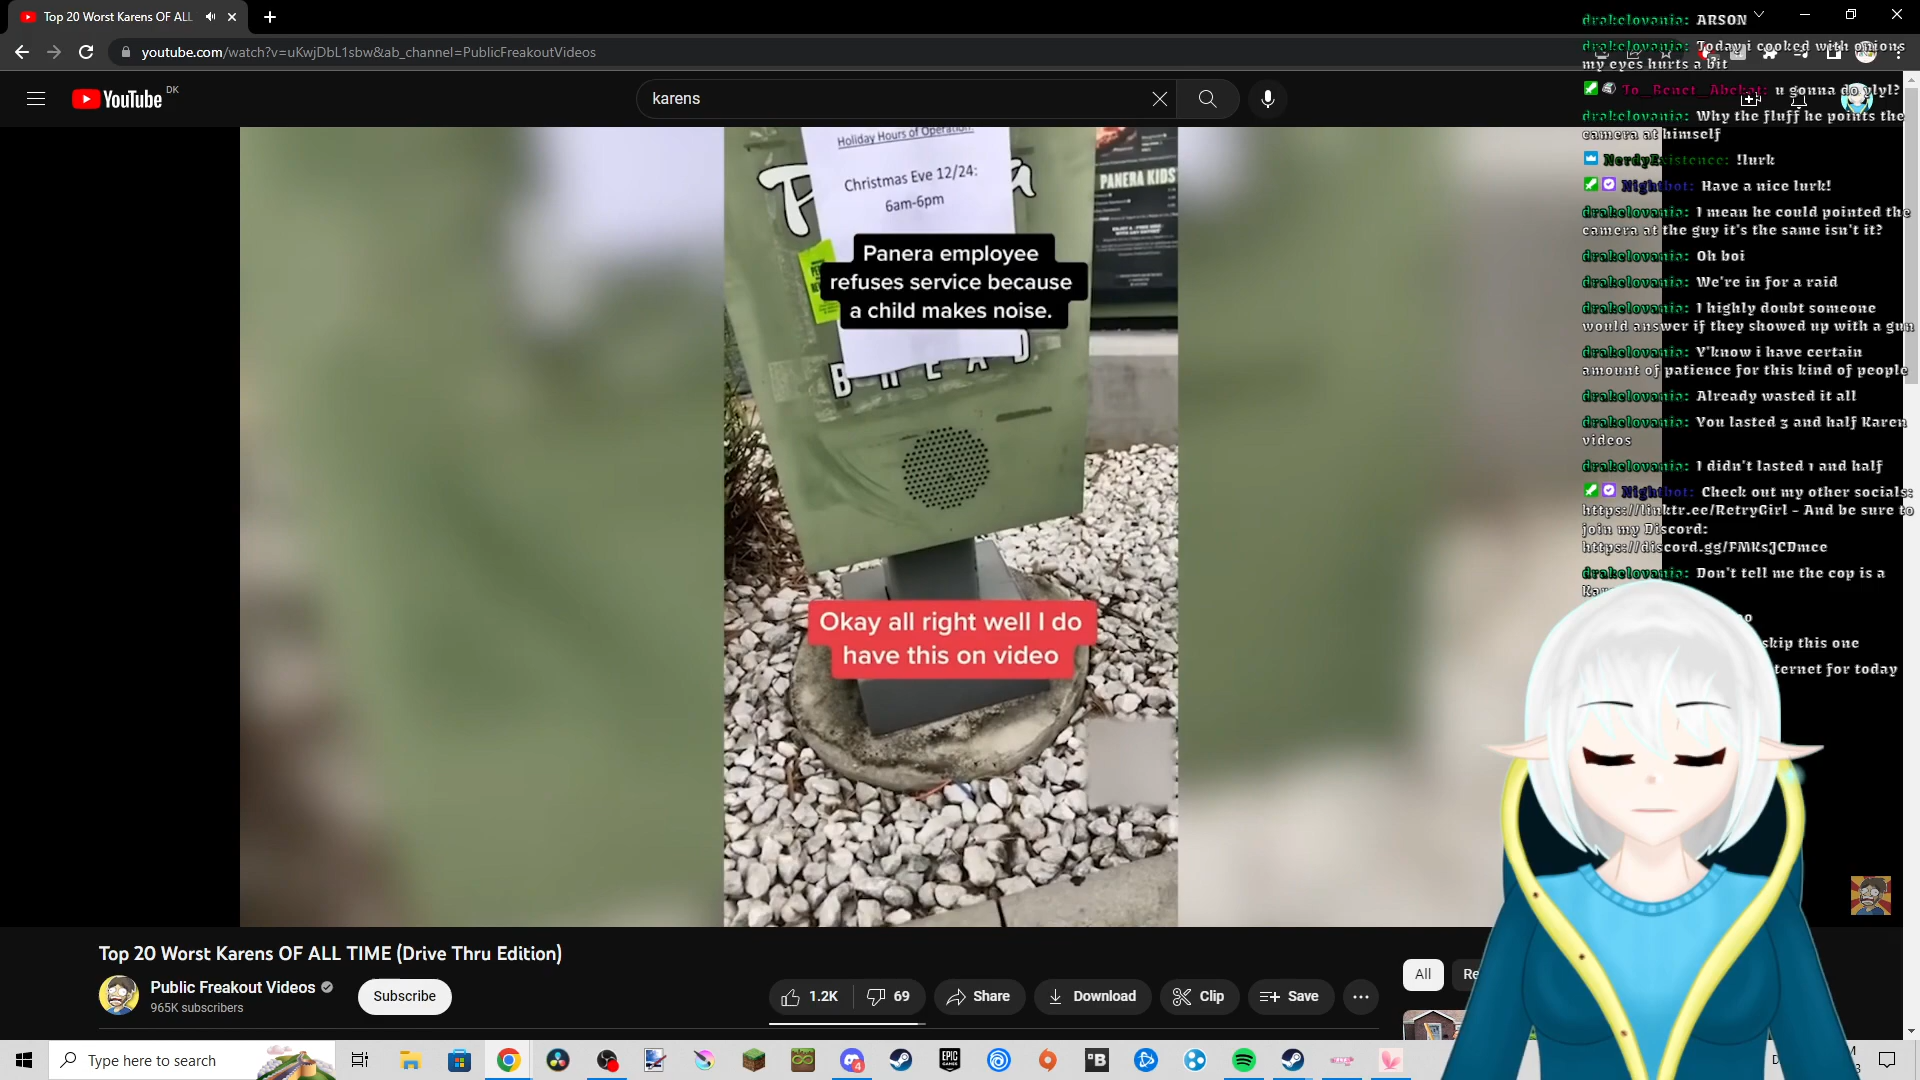 Top 20 Worst Karens OF ALL
youtube.com/watch?v=uKwjDbL1sbw&ab_channel=PublicFreakoutVideos
YouTube DK
karens
Holiday Hours of Operation:
Christmas Eve 12/24:
6am-6pm
PANERA KIDS
Panera employee
refuses service because
a child makes noise.
Okay all right well I do
have this on video
drakelovania: ARSON
drakelovania: Today i cooked with onions
my eyes hurts a bit
u gonna do ylyl?
drakelovania: Why the fluff he points the
camera at himself
NerdyExistence: !lurk
Nightbot: Have a nice lurk!
drakelovania: I mean he could pointed the
camera at the guy it's the same isn't it?
drakelovania: Oh boi
drakelovania: We're in for a raid
drakelovania: I highly doubt someone
would answer if they showed up with a gun
drakelovania: Y'know i have certain
amount of patience for this kind of people
drakelovania: Already wasted it all
drakelovania: You lasted 3 and half Karen
videos
drakelovania: I didn't lasted 1 and half
Nightbot: Check out my other socials:
https://linktr.ee/RetryGirl - And be sure to
join my Discord:
https://discord.gg/FMKsJCDmce
drakelovania: Don't tell me the cop is a
skip this one
ternet for today
Top 20 Worst Karens OF ALL TIME (Drive Thru Edition)
Public Freakout Videos
965K subscribers
Subscribe
1.2K
69
Share
Download
Clip
Save
All
Re
Type here to search